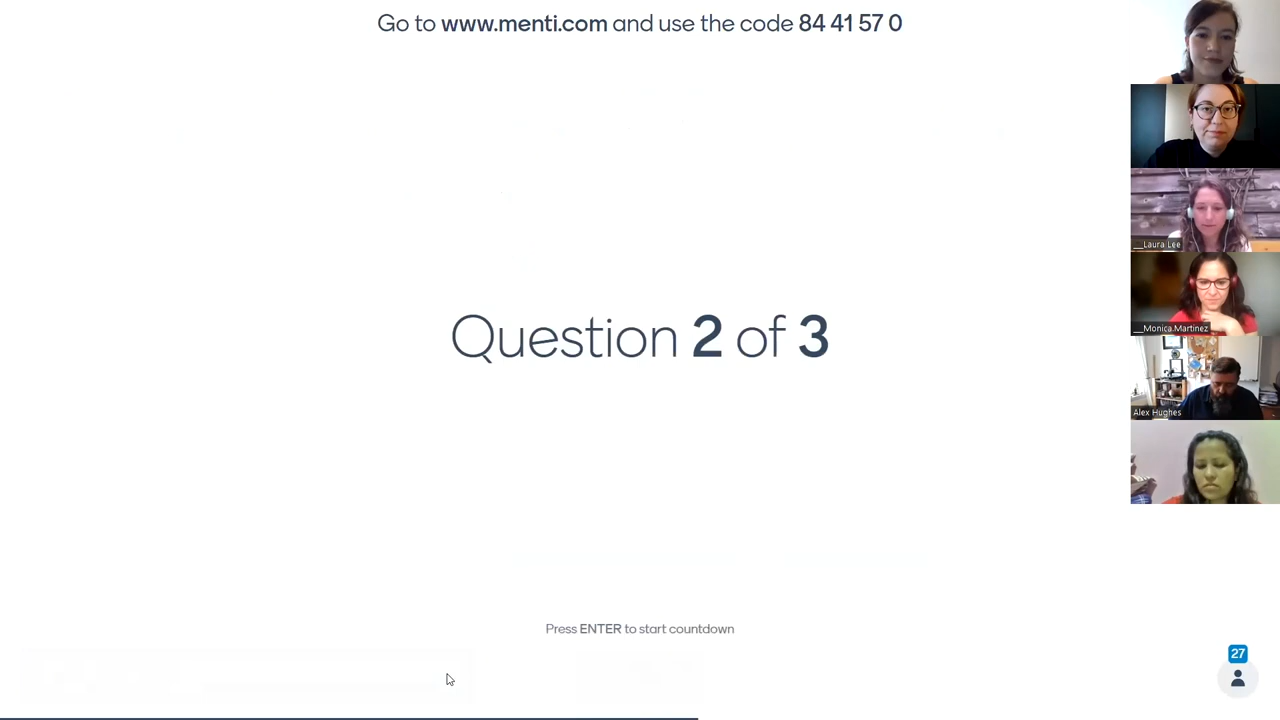 Go to www.menti.com and use the code 84 41 57 0
__Laura Lee
__Monica.Martinez
Question 2 of 3
Alex Hughes
Press ENTER to start countdown
27